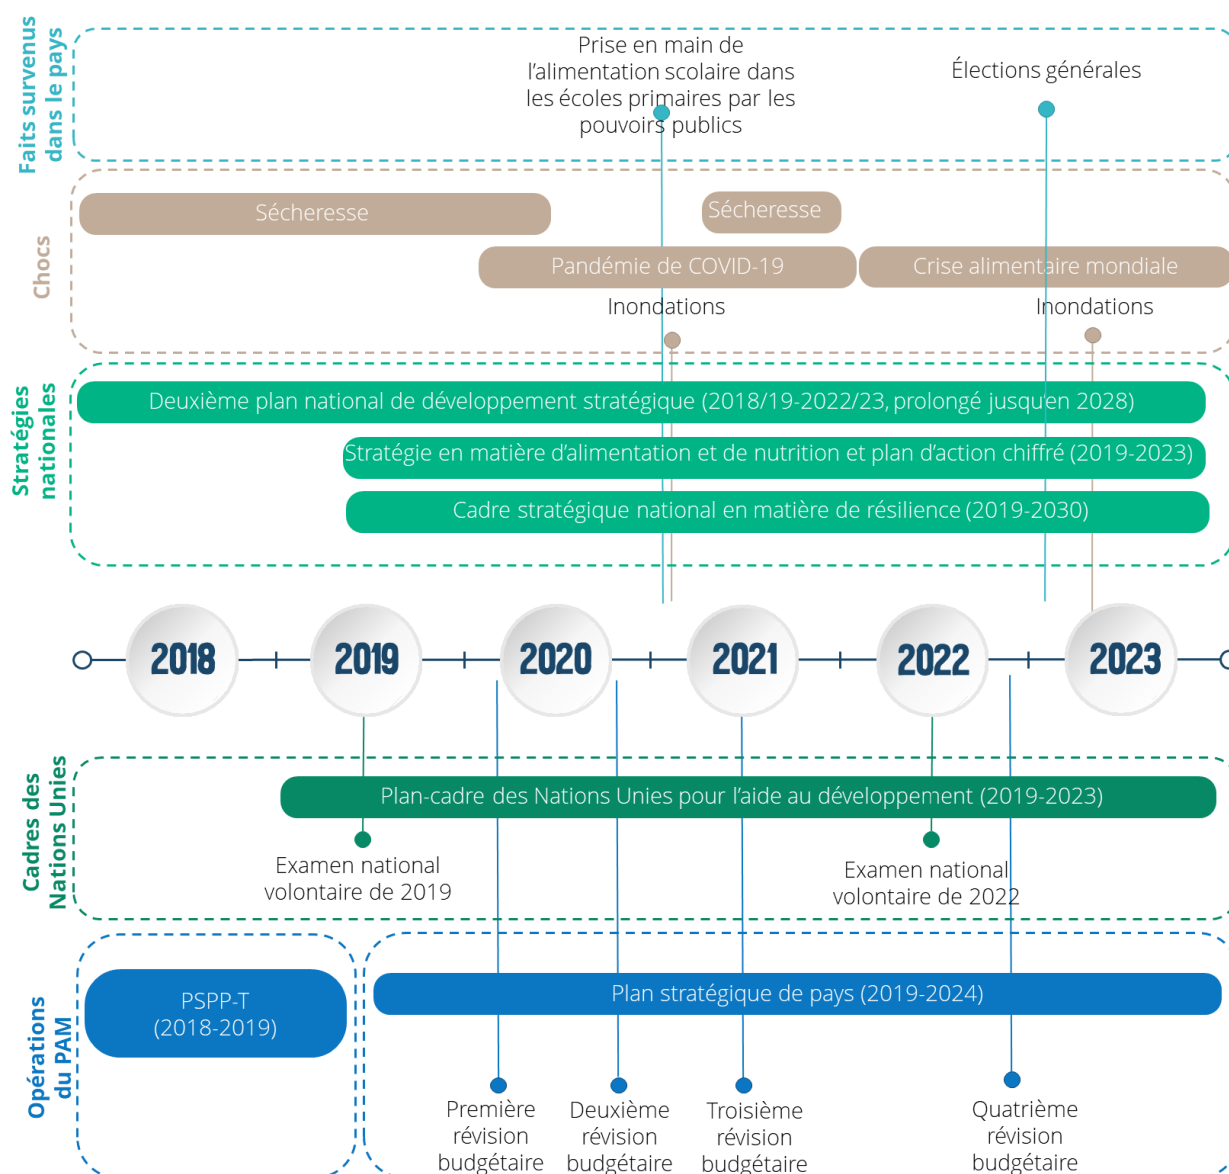 Faits survenus
dans le pays
Prise en main de
l’alimentation scolaire dans
les écoles primaires par les
pouvoirs publics
Élections générales
Chocs
Sécheresse
Sécheresse
Pandémie de COVID-19
Crise alimentaire mondiale
Inondations
Inondations
Stratégies
nationales
Deuxième plan national de développement stratégique (2018/19-2022/23, prolongé jusqu’en 2028)
Stratégie en matière d’alimentation et de nutrition et plan d’action chiffré (2019-2023)
Cadre stratégique national en matière de résilience (2019-2030)
2018
2019
2020
2021
2022
2023
Cadres des
Nations Unies
Plan-cadre des Nations Unies pour l’aide au développement (2019-2023)
Examen national
volontaire de 2019
Examen national
volontaire de 2022
Opérations
du PAM
PSPP-T
(2018-2019)
Plan stratégique de pays (2019-2024)
Première
révision
budgétaire
Deuxième
révision
budgétaire
Troisième
révision
budgétaire
Quatrième
révision
budgétaire